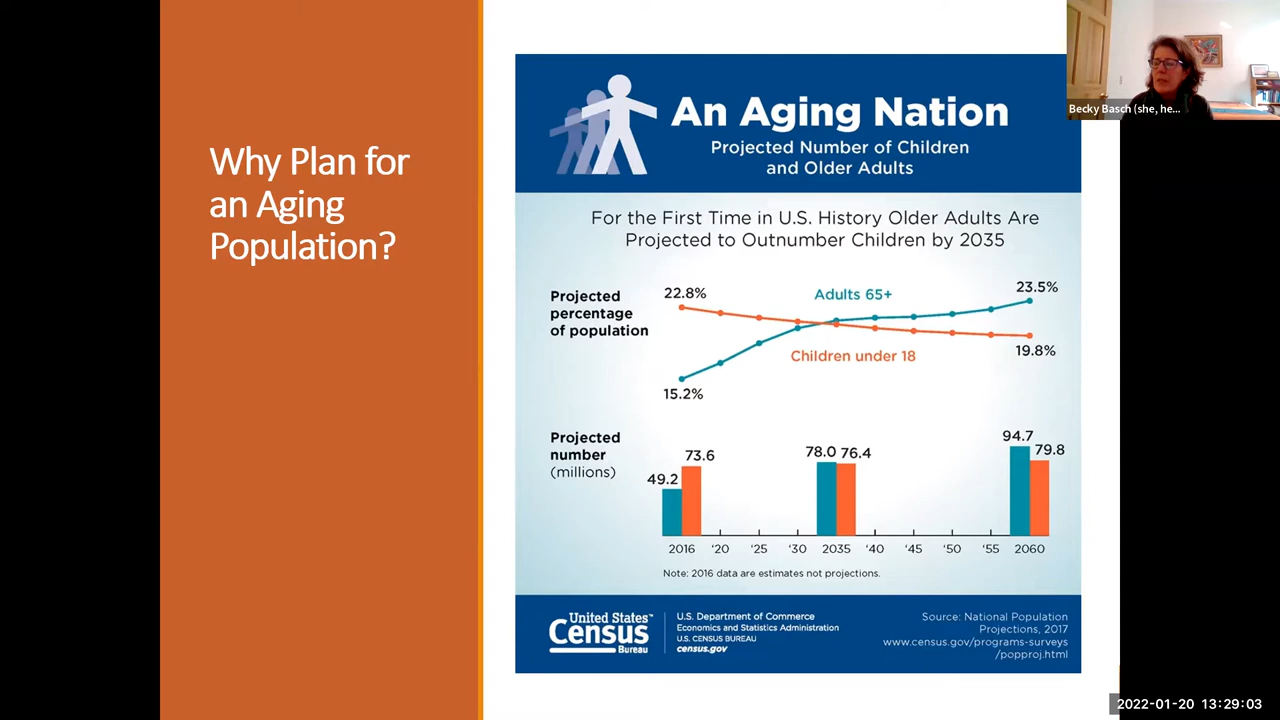 Why Plan for
an Aging
Population?
An Aging Nation
Projected Number of Children
and Older Adults
For the First Time in U.S. History Older Adults Are
Projected to Outnumber Children by 2035
Projected
percentage
of population
22.8%
Adults 65+
23.5%
15.2%
Children under 18
19.8%
Projected
number
(millions)
49.2
73.6
78.0
76.4
94.7
79.8
2016 ‘20 ‘25 ‘30 2035 ‘40 ‘45 ‘50 ‘55 2060
Note: 2016 data are estimates not projections.
United States™
Census
Bureau
U.S. Department of Commerce
Economics and Statistics Administration
U.S. CENSUS BUREAU
census.gov
Source: National Population
Projections, 2017
www.census.gov/programs-surveys
/popproj.html
Becky Basch (she, he...
2022-01-20 13:29:03